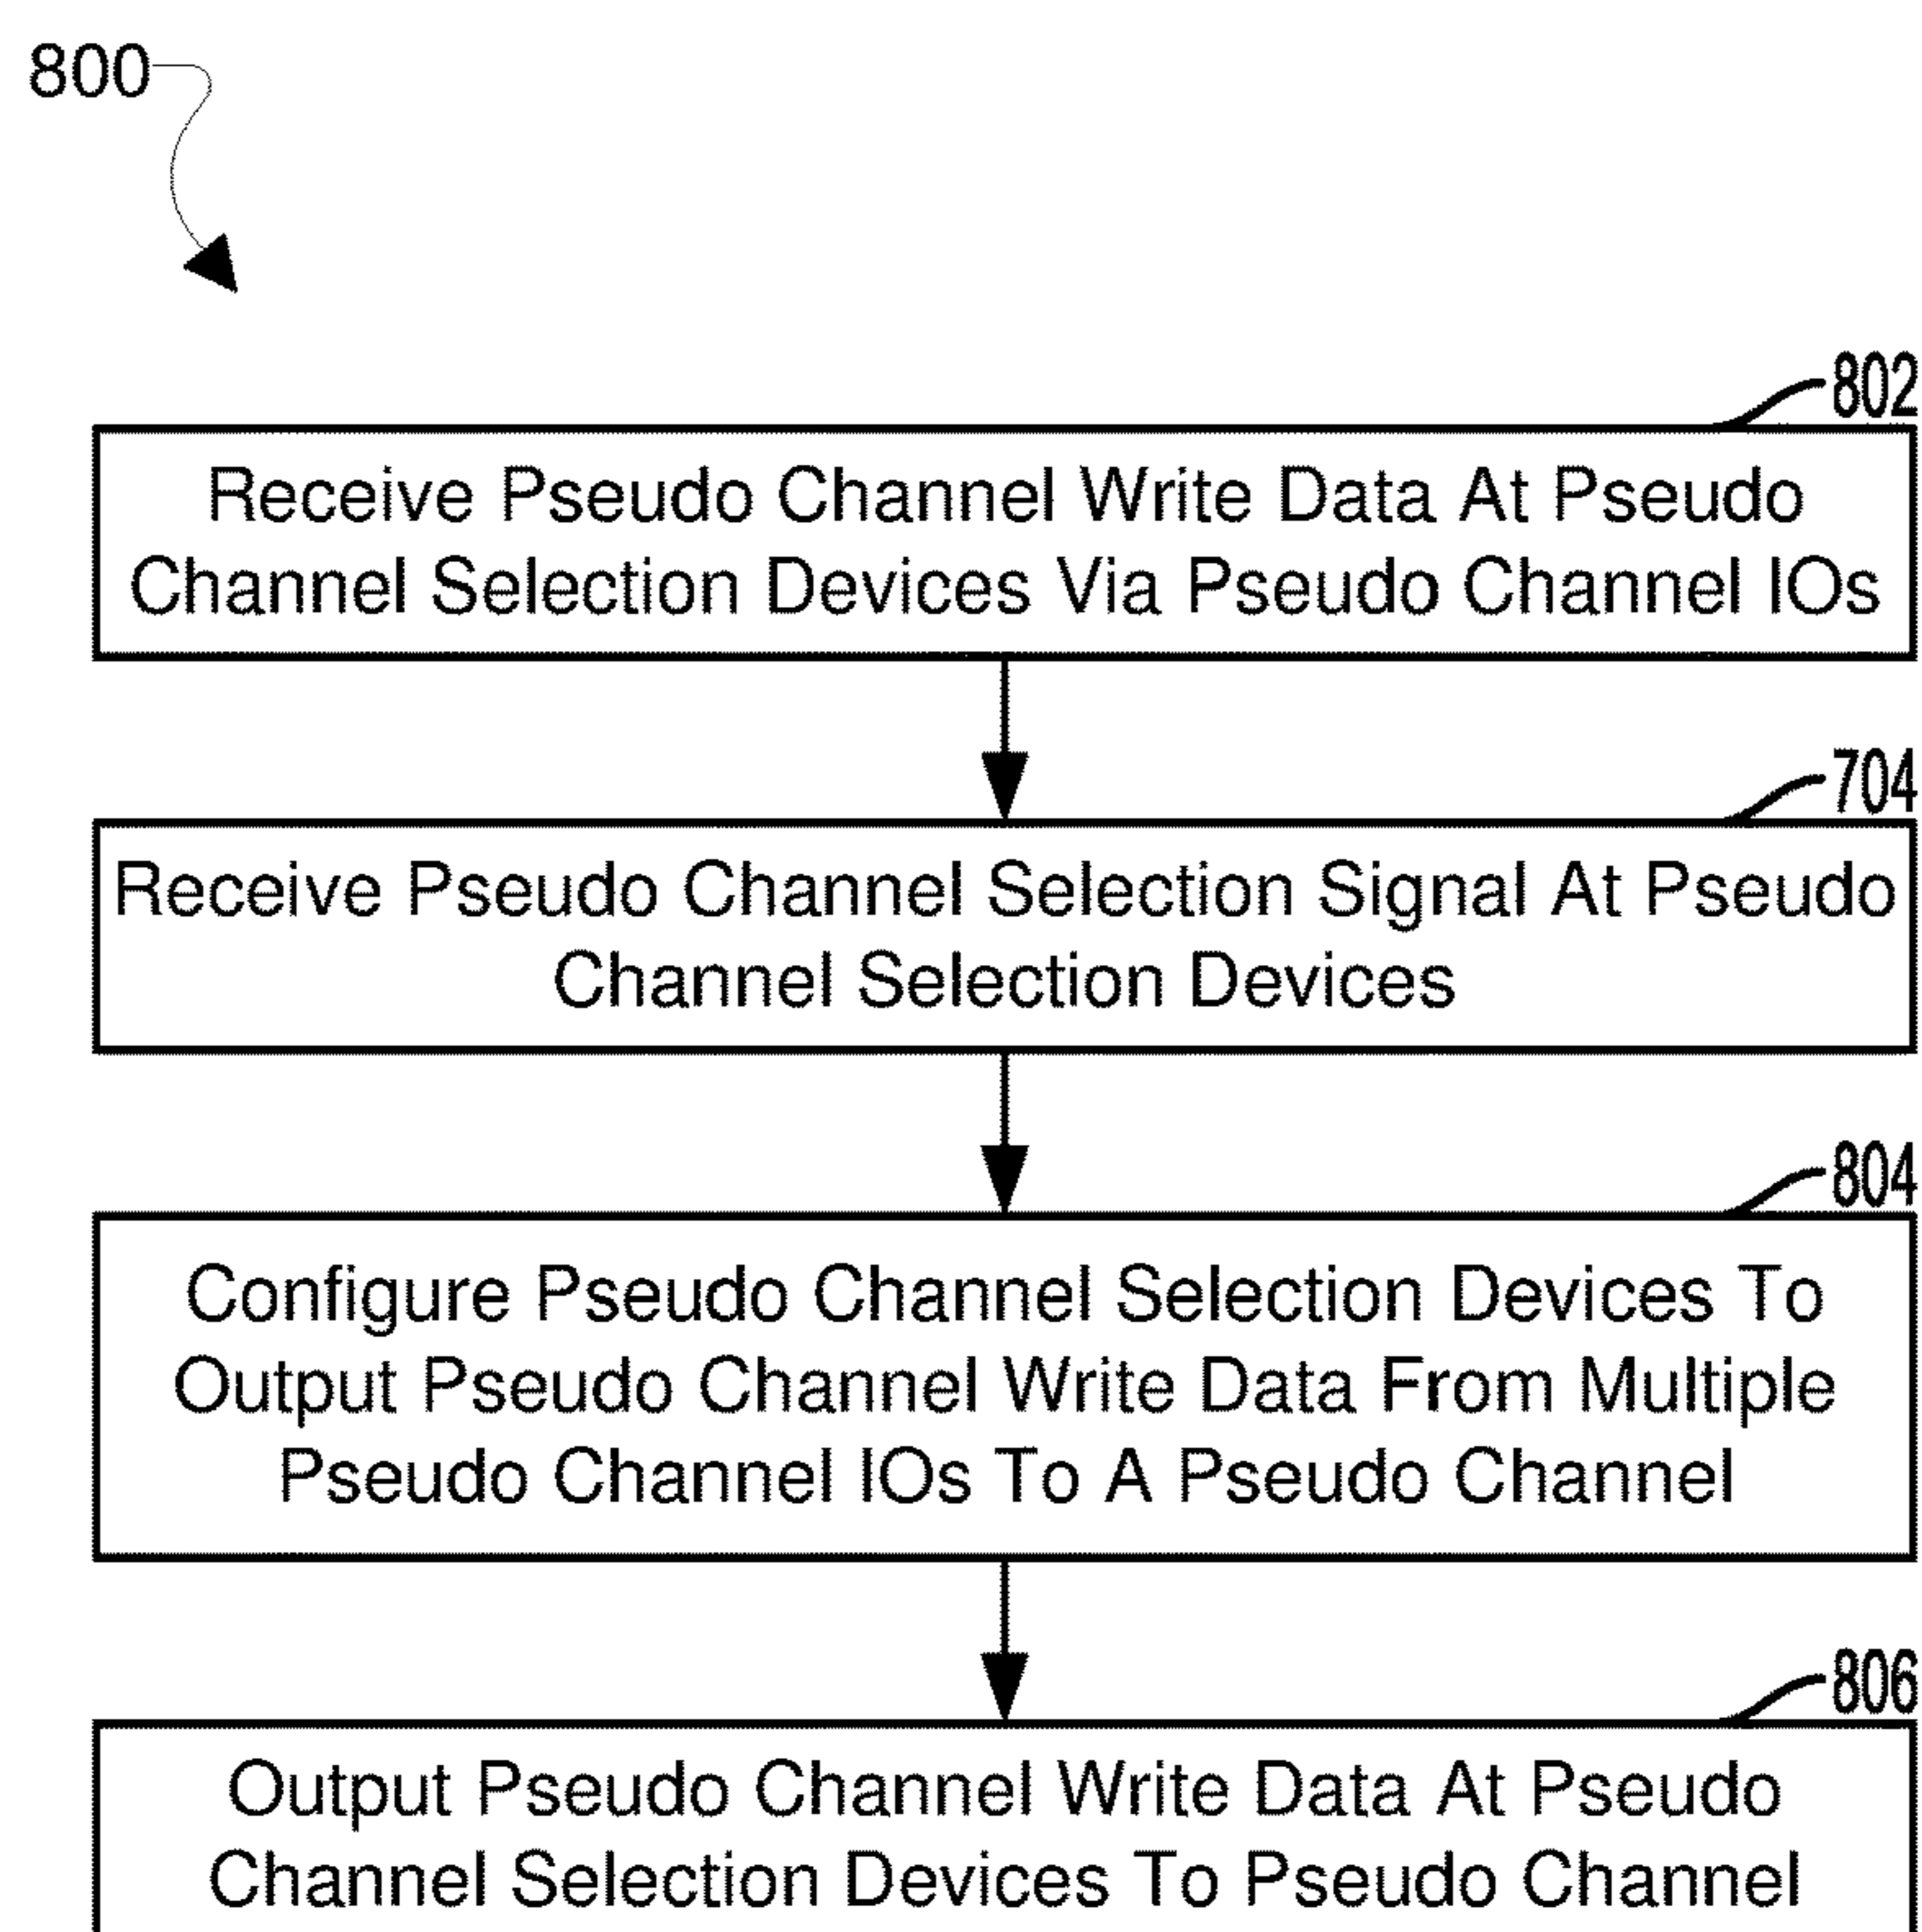 800
802
Receive Pseudo Channel Write Data At Pseudo
Channel Selection Devices Via Pseudo Channel IOs
704
Receive Pseudo Channel Selection Signal At Pseudo
Channel Selection Devices
804
Configure Pseudo Channel Selection Devices To
Output Pseudo Channel Write Data From Multiple
Pseudo Channel IOs To A Pseudo Channel
806
Output Pseudo Channel Write Data At Pseudo
Channel Selection Devices To Pseudo Channel